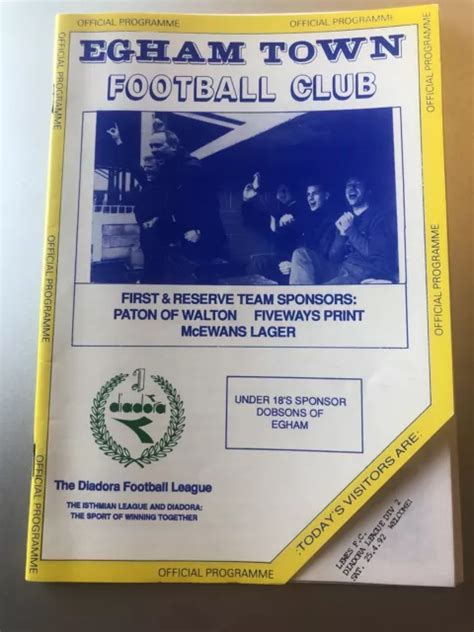 OFFICIAL PROGRAMME
OFFICIAL PROGRAMME
OFFICIAL PROGRAMME
OFFICIAL PROGRAMME
EGHAM TOWN
FOOTBALL CLUB
OFFICIAL PROGRAMME
OFFICIAL PROGRAMME
FIRST & RESERVE TEAM SPONSORS:
PATON OF WALTON FIVEWAYS PRINT
McEWANS LAGER
diadora
UNDER 18'S SPONSOR
DOBSONS OF
EGHAM
The Diadora Football League
THE ISTHMIAN LEAGUE AND DIADORA:
THE SPORT OF WINNING TOGETHER
OFFICIAL PROGRAMME
OFFICIAL PROGRAMME
TODAY'S VISITORS ARE:
LEWES F.C.
DIADORA LEAGUE DIV 2
SAT. 25.4.92 WELCOME!